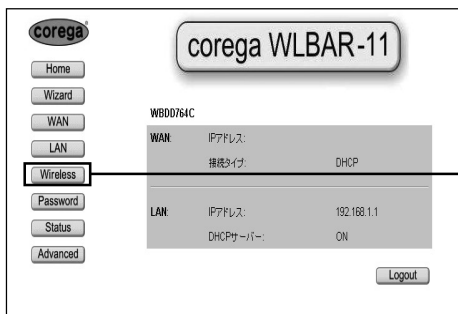 corega
corega WLBAR-11
Home
Wizard
WAN
LAN
Wireless
Password
Status
Advanced
WBDD764C
WAN: IPアドレス:
接続タイプ: DHCP
LAN: IPアドレス: 192.168.1.1
DHCPサーバー: ON
Logout